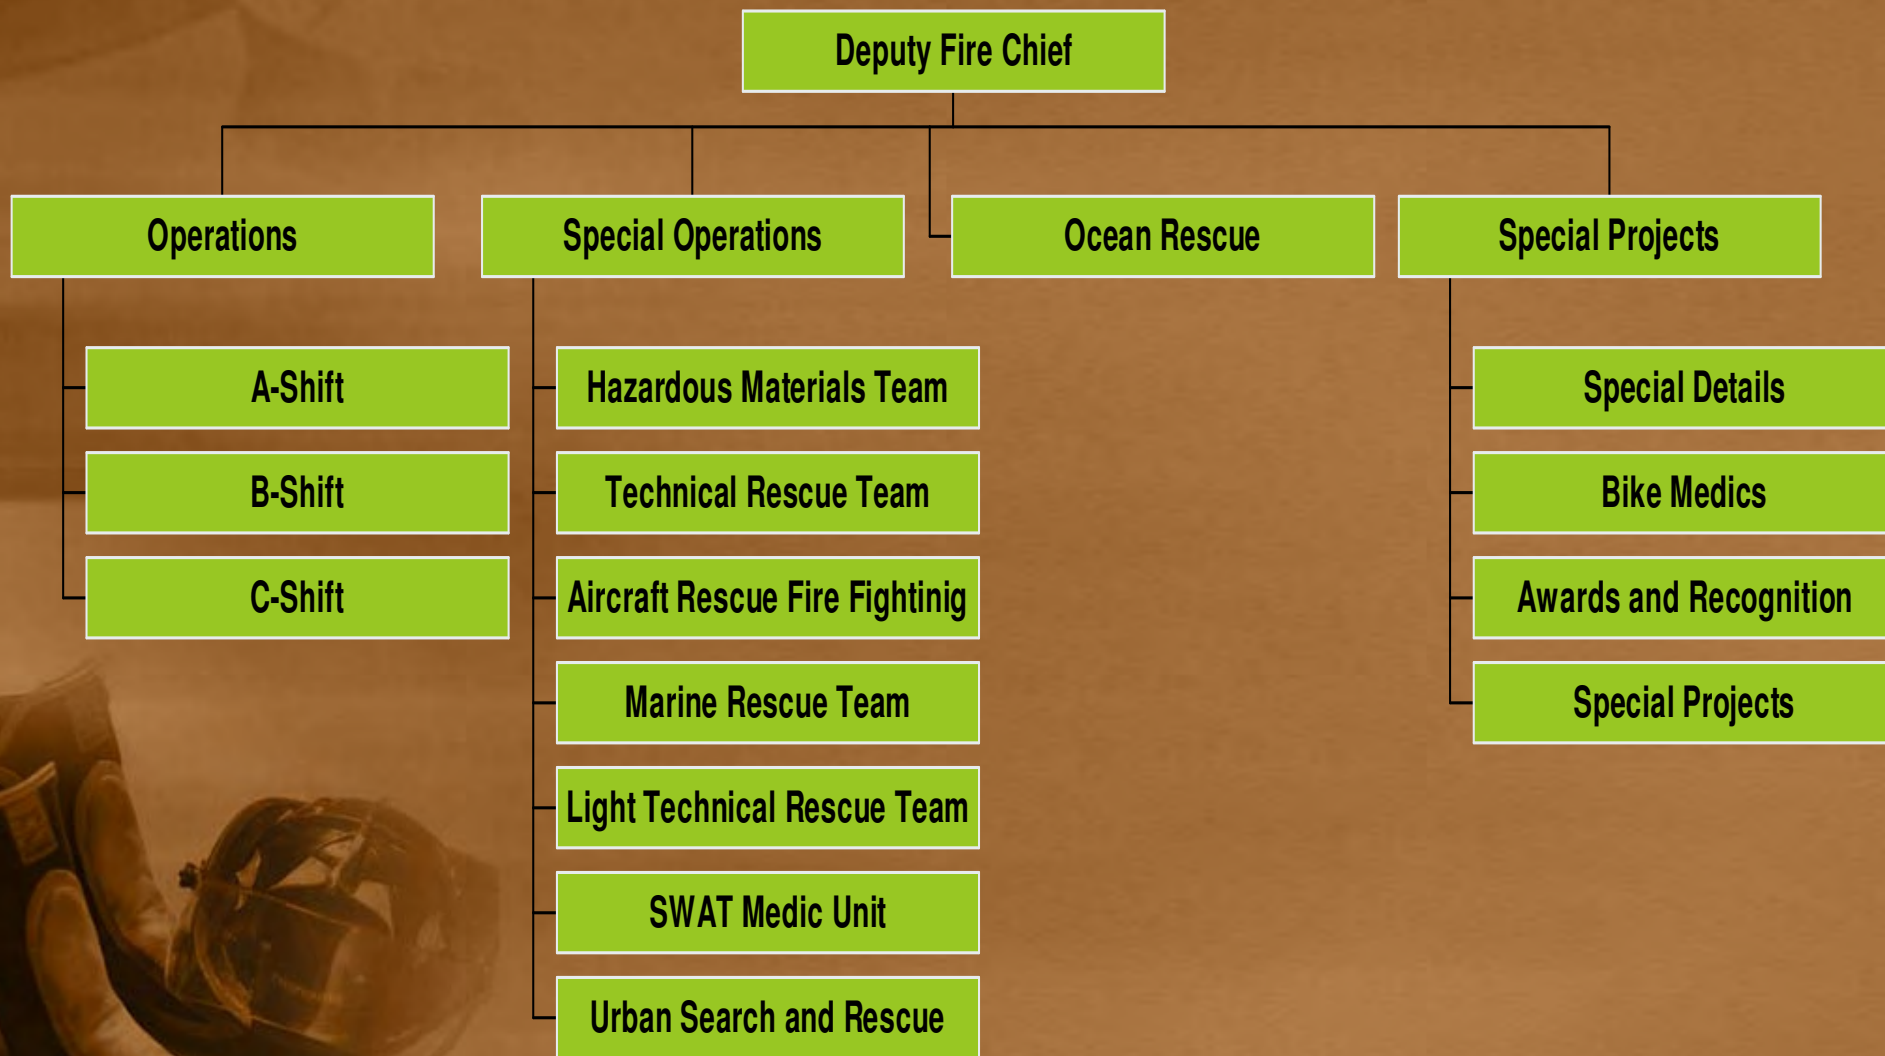 Deputy Fire Chief
Operations
Special Operations
Ocean Rescue
Special Projects
A-Shift
B-Shift
C-Shift
Hazardous Materials Team
Technical Rescue Team
Aircraft Rescue Fire Fightinig
Marine Rescue Team
Light Technical Rescue Team
SWAT Medic Unit
Urban Search and Rescue
Special Details
Bike Medics
Awards and Recognition
Special Projects